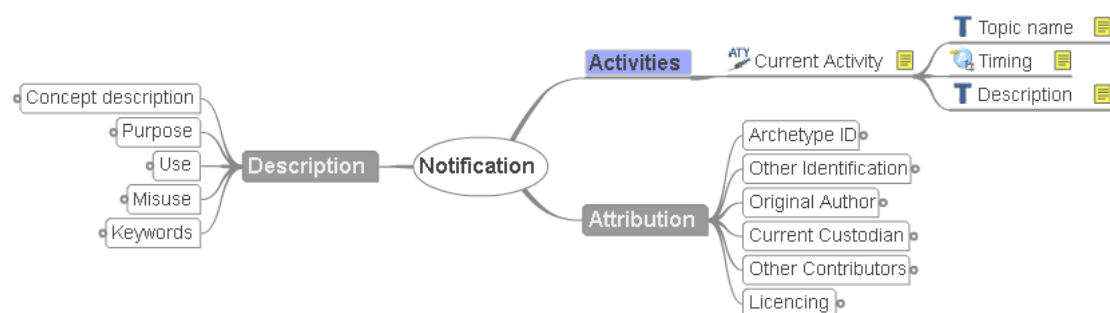 Notification
Activities
ATY
Current Activity
T Topic name
Timing
T Description
Description
Concept description
Purpose
Use
Misuse
Keywords
Attribution
Archetype ID
Other Identification
Original Author
Current Custodian
Other Contributors
Licencing